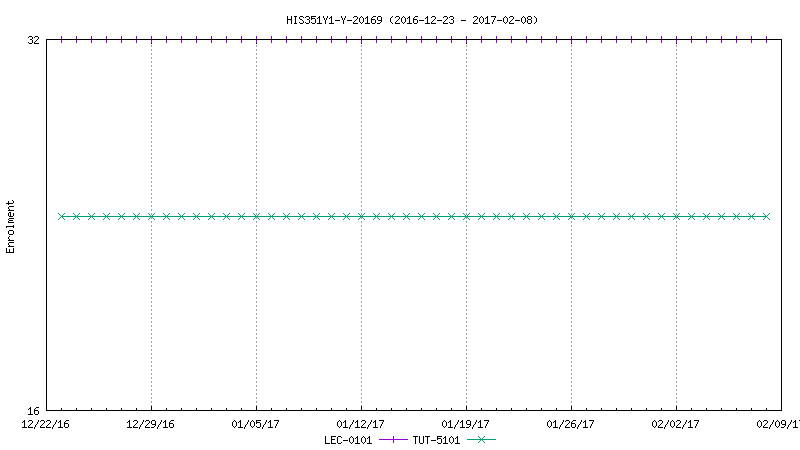 HIS351Y1-Y-20169 (2016-12-23 - 2017-02-08)
32
Enrolment
16
12/22/16 12/29/16 01/05/17 01/12/17 01/19/17 01/26/17 02/02/17 02/09/1
LEC-0101 TUT-5101